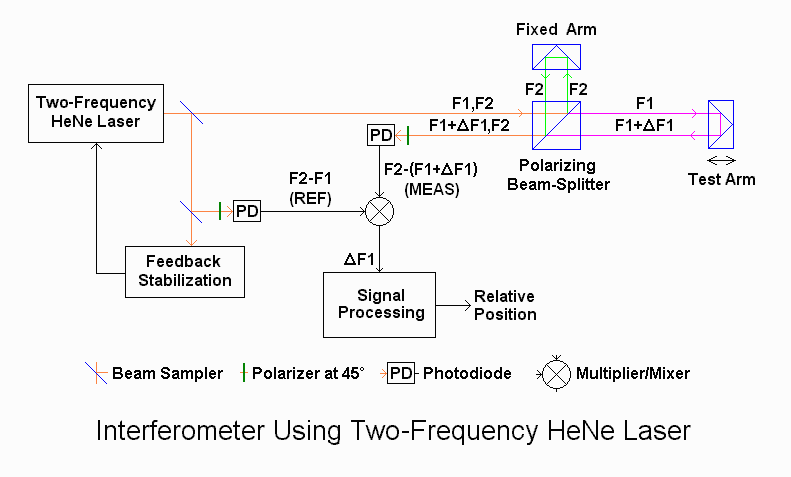 Fixed Arm
Two-Frequency
HeNe Laser
F1,F2
F2
F2
F1
F1+ΔF1,F2
F1+ΔF1
PD
Polarizing
Beam-Splitter
Test Arm
F2-F1
(REF)
F2-(F1+ΔF1)
(MEAS)
PD
Feedback
Stabilization
ΔF1
Signal
Processing
Relative
Position
Beam Sampler
Polarizer at 45°
PD
Photodiode
Multiplier/Mixer
Interferometer Using Two-Frequency HeNe Laser